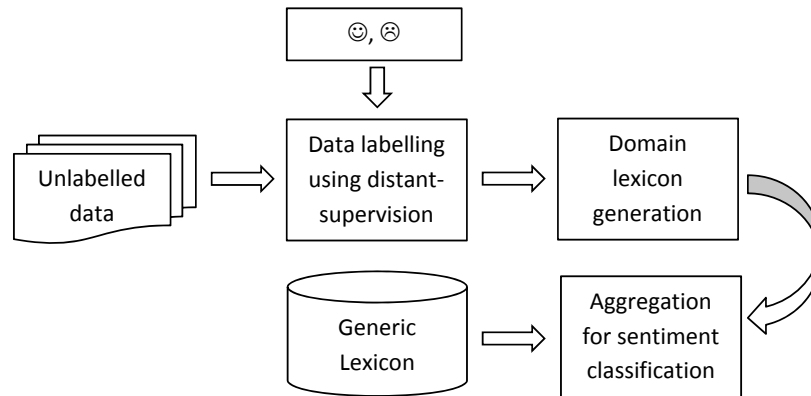 ☺, ☹
Unlabelled
data
Data labelling
using distant-
supervision
Domain
lexicon
generation
Generic
Lexicon
Aggregation
for sentiment
classification